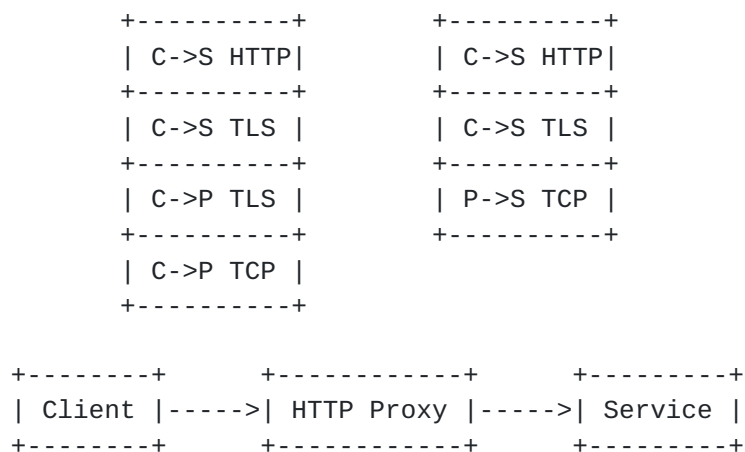 +----------+ +----------+
| C->S HTTP| | C->S HTTP|
+----------+ +----------+
| C->S TLS | | C->S TLS |
+----------+ +----------+
| C->P TLS | | P->S TCP |
+----------+ +----------+
| C->P TCP |
+----------+
+--------+ +------------+ +---------+
| Client |----->| HTTP Proxy |----->| Service |
+--------+ +------------+ +---------+